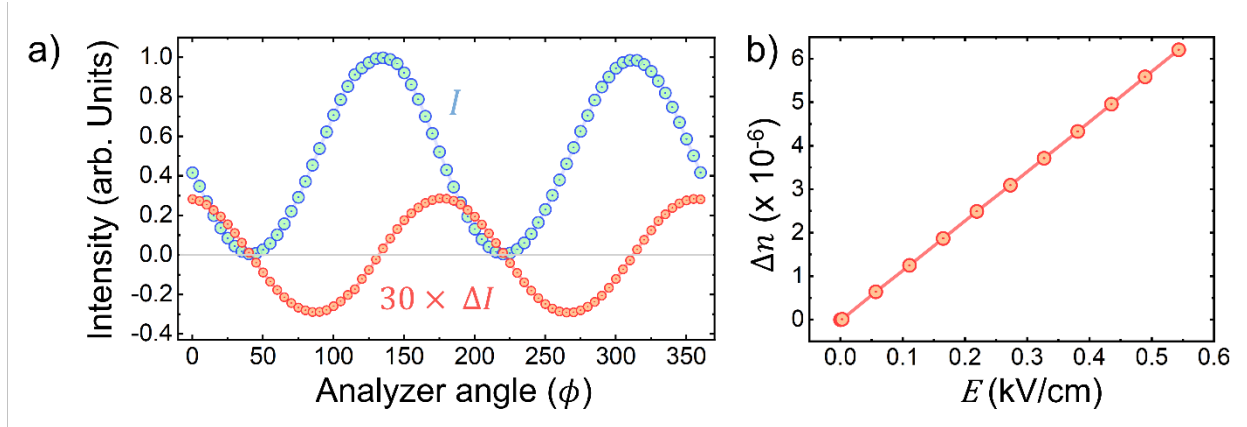 a)
Intensity (arb. Units)
1.0
0.8
0.6
0.4
0.2
0.0
-0.2
-0.4
I
30 × ΔI
0 50 100 150 200 250 300 350
Analyzer angle (ϕ)
b)
Δn (x 10-6)
6
5
4
3
2
1
0
0.0 0.1 0.2 0.3 0.4 0.5 0.6
E (kV/cm)